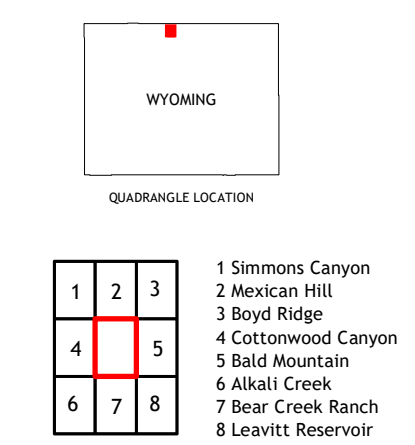 WYOMING
QUADRANGLE LOCATION
1 2 3
4 5
6 7 8
1 Simmons Canyon
2 Mexican Hill
3 Boyd Ridge
4 Cottonwood Canyon
5 Bald Mountain
6 Alkali Creek
7 Bear Creek Ranch
8 Leavitt Reservoir